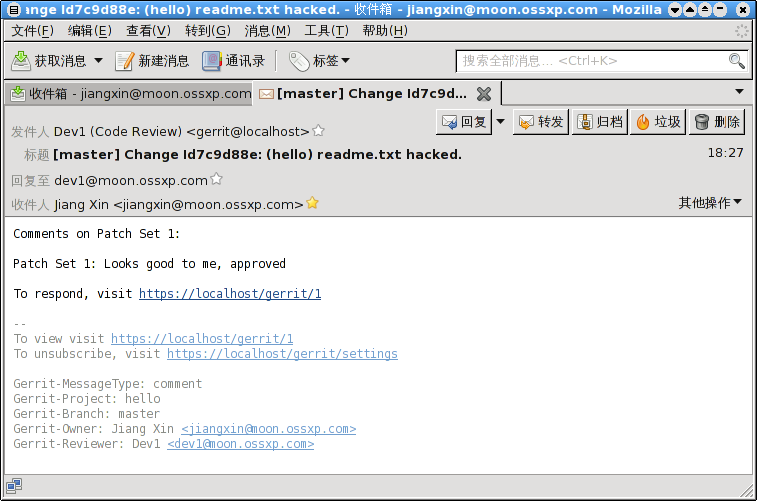 ange Id7c9d88e: (hello) readme.txt hacked. - 收件箱 - jiangxin@moon.ossxp.com - Mozilla
文件(F) 编辑(E) 查看(V) 转到(G) 消息(M) 工具(T) 帮助(H)
获取消息 新建消息 通讯录 标签 搜索全部消息... <Ctrl+K>
收件箱 - jiangxin@moon.ossxp.com [master] Change Id7c9d...
发件人 Dev1 (Code Review) <gerrit@localhost> 回复 转发 归档 垃圾 删除
标题 [master] Change Id7c9d88e: (hello) readme.txt hacked. 18:27
回复至 dev1@moon.ossxp.com
收件人 Jiang Xin <jiangxin@moon.ossxp.com> 其他操作
Comments on Patch Set 1:
Patch Set 1: Looks good to me, approved
To respond, visit https://localhost/gerrit/1
--
To view visit https://localhost/gerrit/1
To unsubscribe, visit https://localhost/gerrit/settings
Gerrit-MessageType: comment
Gerrit-Project: hello
Gerrit-Branch: master
Gerrit-Owner: Jiang Xin <jiangxin@moon.ossxp.com>
Gerrit-Reviewer: Dev1 <dev1@moon.ossxp.com>